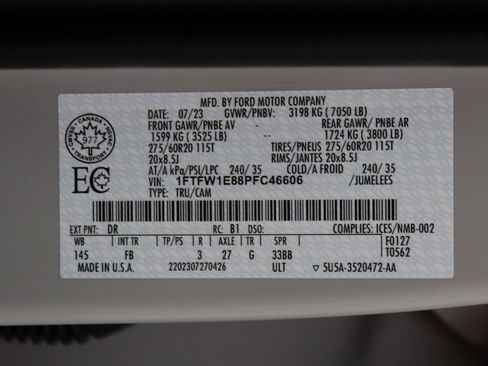 MFD. BY FORD MOTOR COMPANY
DATE: 07/23 GVWR/PNBV: 3198 KG ( 7050 LB)
FRONT GAWR/ PNBE AV - REAR GAWR/ PNBE AR
1599 KG ( 3525 LB) 1724 KG ( 3800 LB)
275/60R20 115T TIRES/PNEUS 275/60R20 115T
20x8.5J RIMS/JANTES 20x8.5J
AT/A kPa/PSI/LPC 240/ 35 COLD/A FROID 240/ 35
VIN: 1FTFW1E88PFC46606 /JUMELEES
TYPE: TRU/CAM
CANADA
977
TRANSPORT
EC
EXT PNT: DR RC: B1 DSO: COMPLIES: ICES/NMB-002
WB INT TR TP/PS R AXLE TR SPR F0127
145 FB 3 27 G 33BB T0562
MADE IN U.S.A. 2202307270426 ULT ▽ 5U5A-3520472-AA